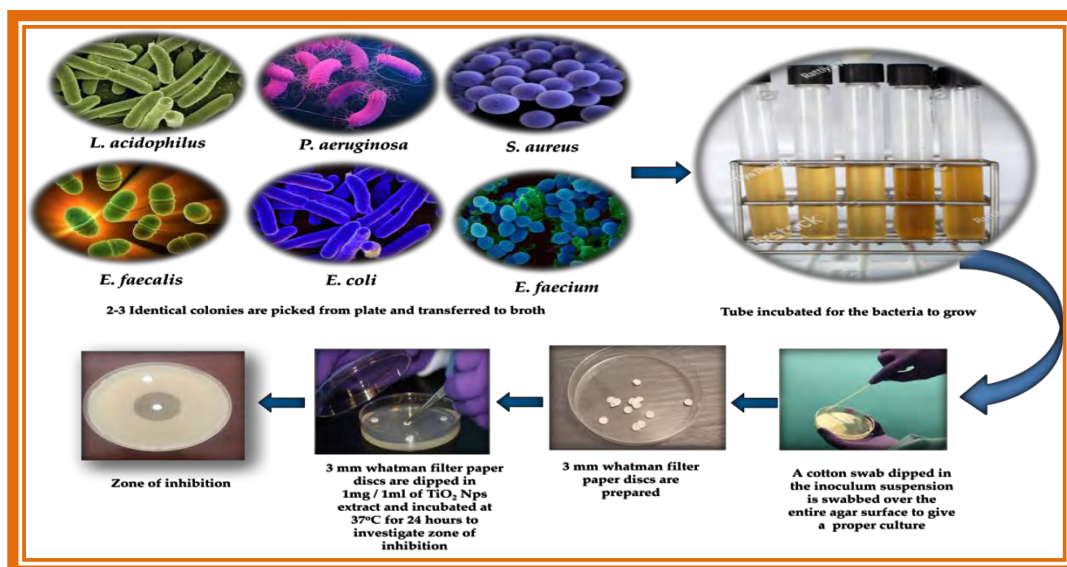 L. acidophilus
P. aeruginosa
S. aureus
E. faecalis
E. coli
E. faecium
2-3 Identical colonies are picked from plate and transferred to broth
Tube incubated for the bacteria to grow
Zone of inhibition
3 mm whatman filter paper
discs are dipped in
1mg / 1ml of TiO₂ Nps
extract and incubated at
37ºC for 24 hours to
investigate zone of
inhibition
3 mm whatman filter
paper discs are
prepared
A cotton swab dipped in
the inoculum suspension
is swabbed over the
entire agar surface to give
a proper culture